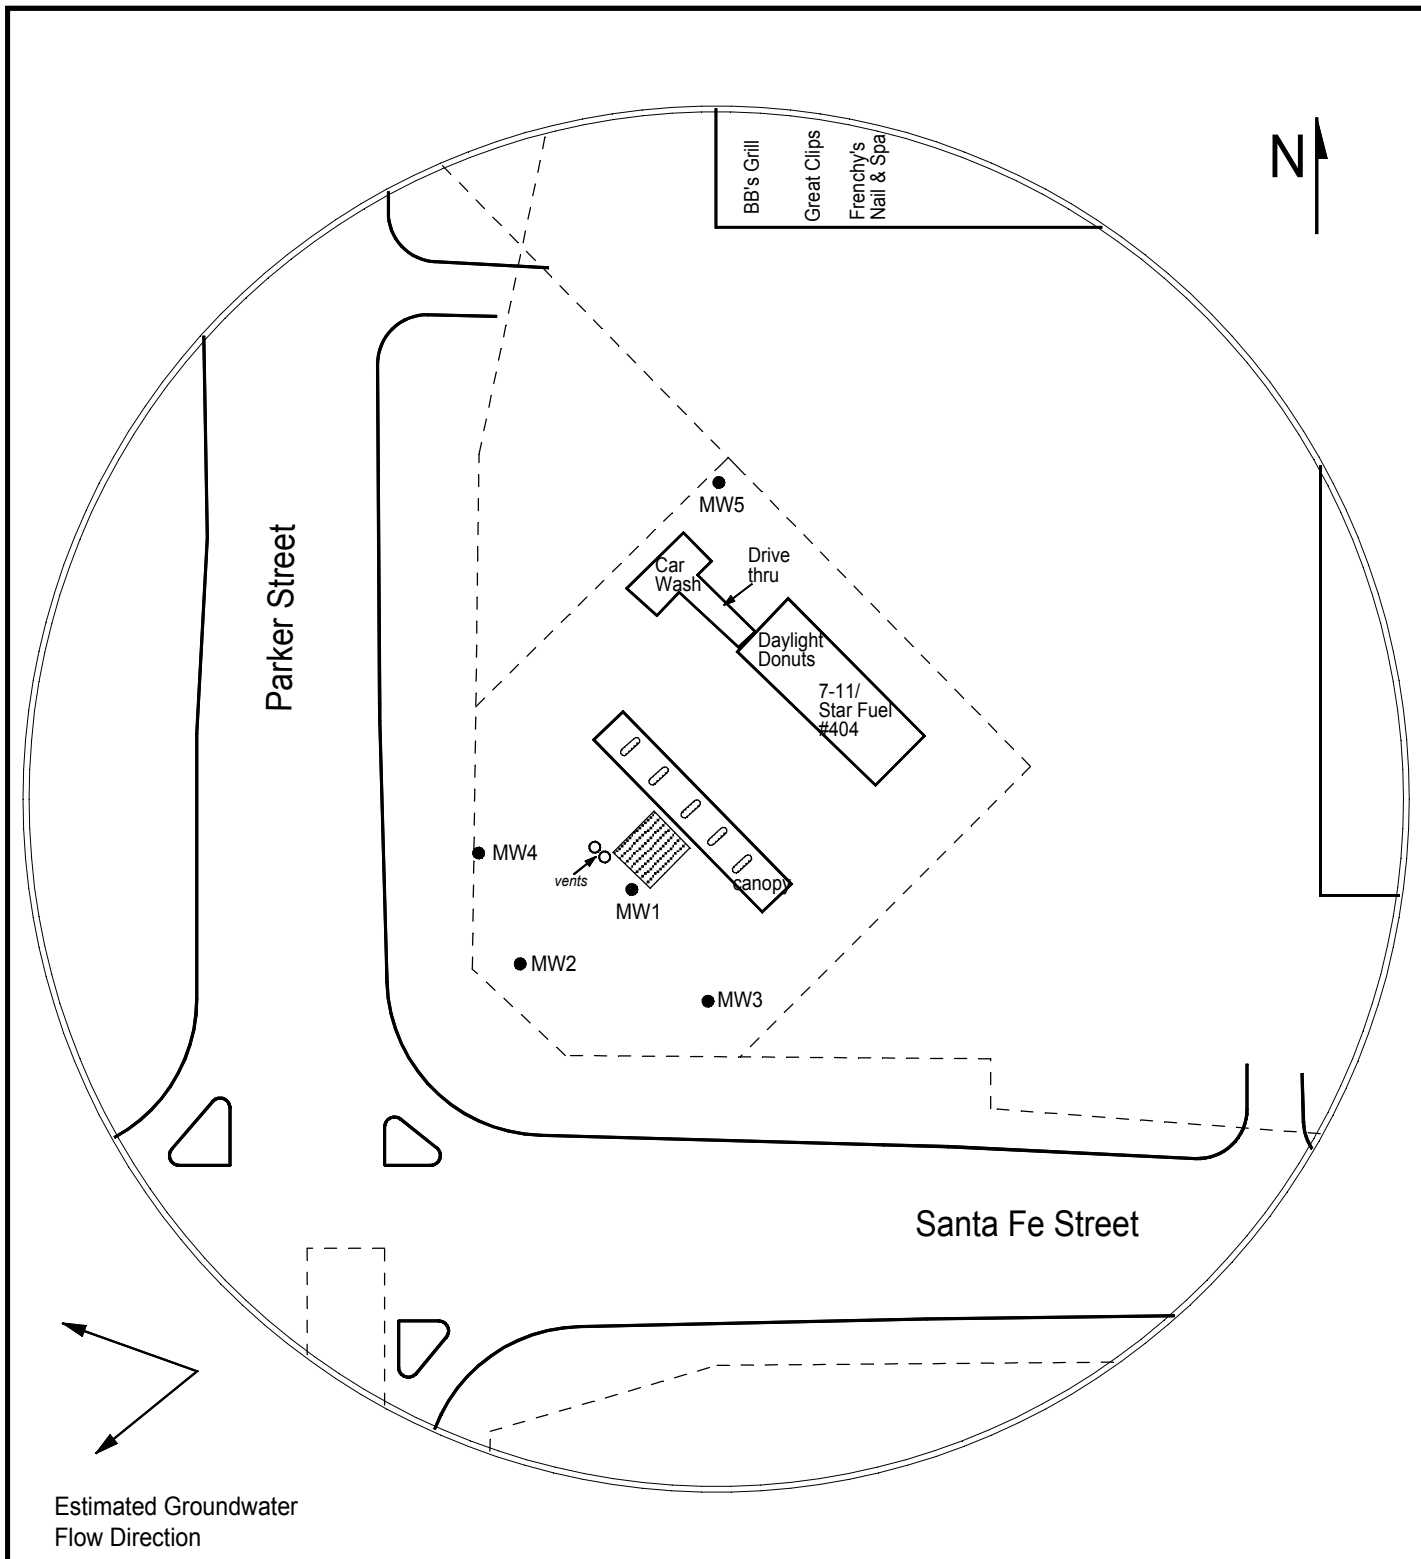 BB's Grill
Great Clips
Frenchy's
Nail & Spa
N
MW5
Car
Wash
Drive
thru
Daylight
Donuts
7-11/
Star Fuel
#404
Parker Street
MW4
vents
canopy
MW1
MW2
MW3
Santa Fe Street
Estimated Groundwater
Flow Direction